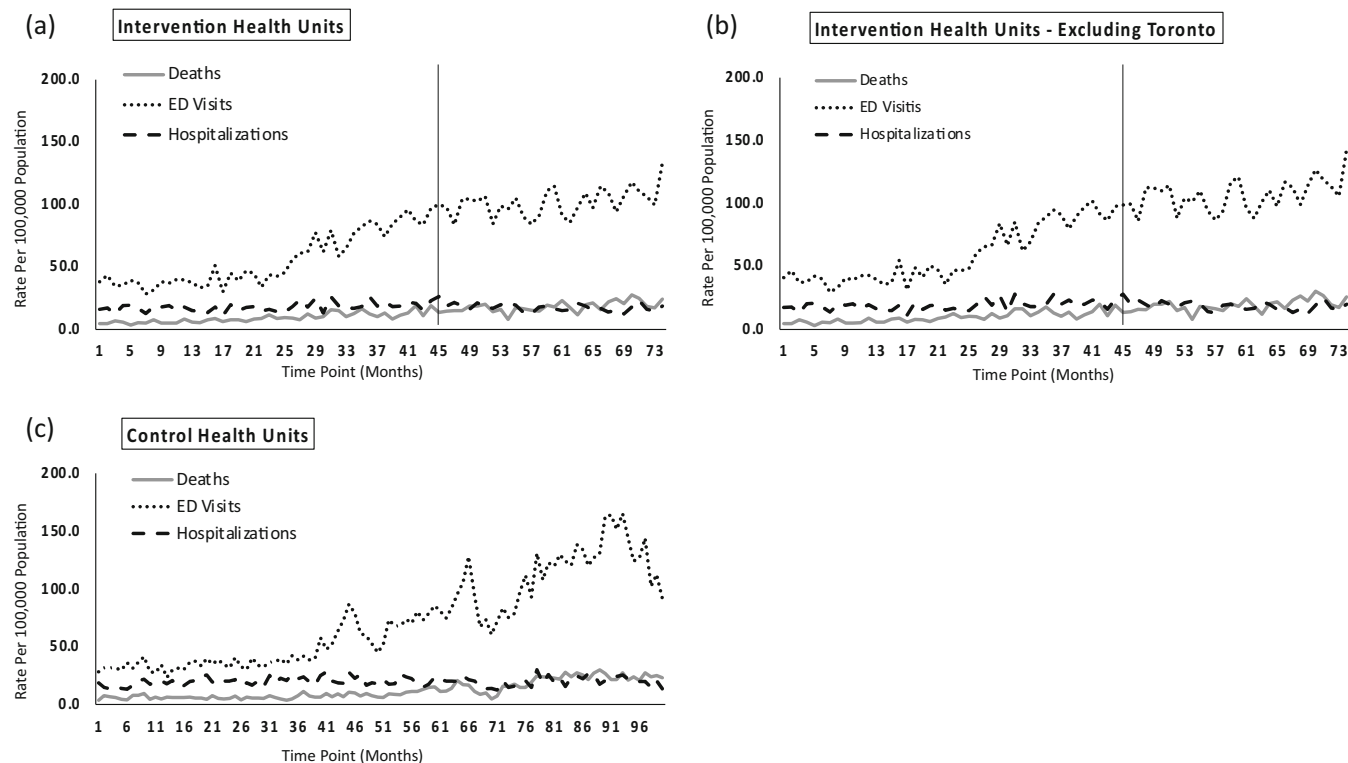 (a)
Intervention Health Units
Rate Per 100,000 Population
200.0
150.0
100.0
50.0
0.0
Deaths
ED Visits
Hospitalizations
1 5 9 13 17 21 25 29 33 37 41 45 49 53 57 61 65 69 73
Time Point (Months)
(b)
Intervention Health Units - Excluding Toronto
Rate Per 100,000 Population
200.0
150.0
100.0
50.0
0.0
Deaths
ED Visitis
Hospitalizations
1 5 9 13 17 21 25 29 33 37 41 45 49 53 57 61 65 69 73
Time Point (Months)
(c)
Control Health Units
Rate Per 100,000 Population
200.0
150.0
100.0
50.0
0.0
Deaths
ED Visits
Hospitalizations
1 6 11 16 21 26 31 36 41 46 51 56 61 66 71 76 81 86 91 96
Time Point (Months)